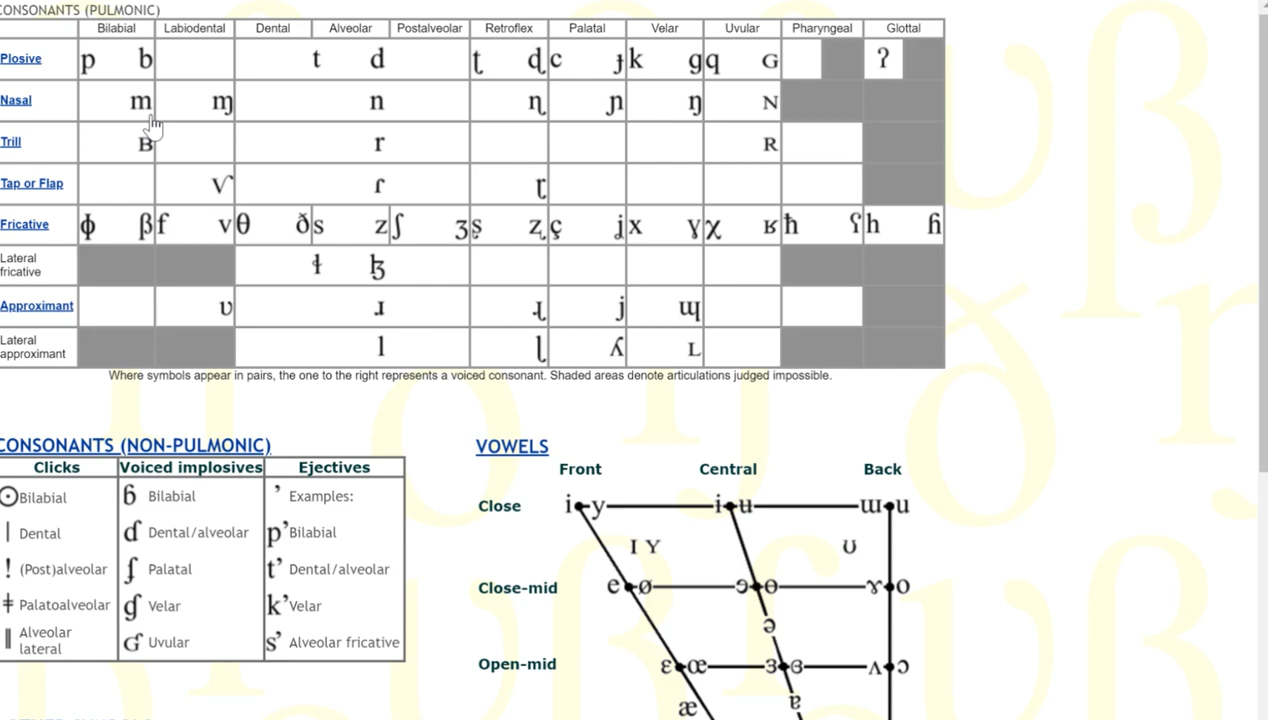 CONSONANTS (PULMONIC)
Bilabial Labiodental Dental Alveolar Postalveolar Retroflex Palatal Velar Uvular Pharyngeal Glottal
Plosive p b t d ʈ ɖ c ɟ k ɡ q ɢ ʔ
Nasal m ɱ n ɳ ɲ ŋ ɴ
Trill ʙ r ʀ
Tap or Flap ⱱ ɾ ɽ
Fricative ɸ β f v θ ð s z ʃ ʒ ʂ ʐ ç ʝ x ɣ χ ʁ ħ ʕ h ɦ
Lateral
fricative ɬ ɮ
Approximant ʋ ɹ ɻ j ɰ
Lateral
approximant l ɭ ʎ ʟ
Where symbols appear in pairs, the one to the right represents a voiced consonant. Shaded areas denote articulations judged impossible.
CONSONANTS (NON-PULMONIC)
Clicks Voiced implosives Ejectives
ʘ Bilabial ɓ Bilabial ʼ Examples:
ǀ Dental ɗ Dental/alveolar pʼ Bilabial
ǃ (Post)alveolar ʄ Palatal tʼ Dental/alveolar
ǂ Palatoalveolar ɠ Velar kʼ Velar
ǁ Alveolar
lateral ʛ Uvular sʼ Alveolar fricative
VOWELS
Front Central Back
Close i y ɨ ʉ ɯ u
ɪ ʏ ʊ
Close-mid e ø ɘ ɵ ɤ o
ə
Open-mid ɛ œ ɜ ɞ ʌ ɔ
æ ɐ